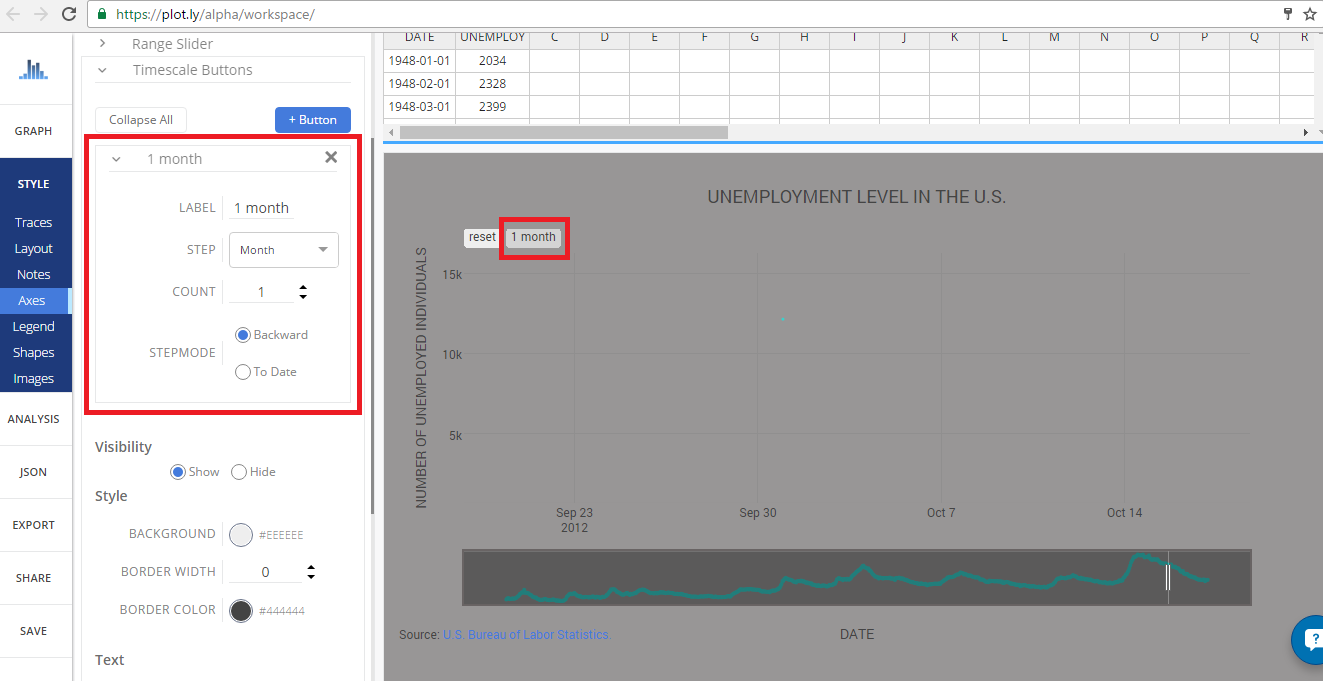 https://plot.ly/alpha/workspace/
GRAPH
STYLE
Traces
Layout
Notes
Axes
Legend
Shapes
Images
ANALYSIS
JSON
EXPORT
SHARE
SAVE
Range Slider
Timescale Buttons
Collapse All
+ Button
1 month
LABEL 1 month
STEP Month
COUNT 1
STEPMODE
Backward
To Date
Visibility
Show Hide
Style
BACKGROUND #EEEEEE
BORDER WIDTH 0
BORDER COLOR #444444
Text
DATE UNEMPLOY C D E F G H I J K L M N O P Q R
1948-01-01 2034
1948-02-01 2328
1948-03-01 2399
UNEMPLOYMENT LEVEL IN THE U.S.
reset 1 month
NUMBER OF UNEMPLOYED INDIVIDUALS
15k
10k
5k
Sep 23 Sep 30 Oct 7 Oct 14
2012
Source: U.S. Bureau of Labor Statistics.
DATE
?